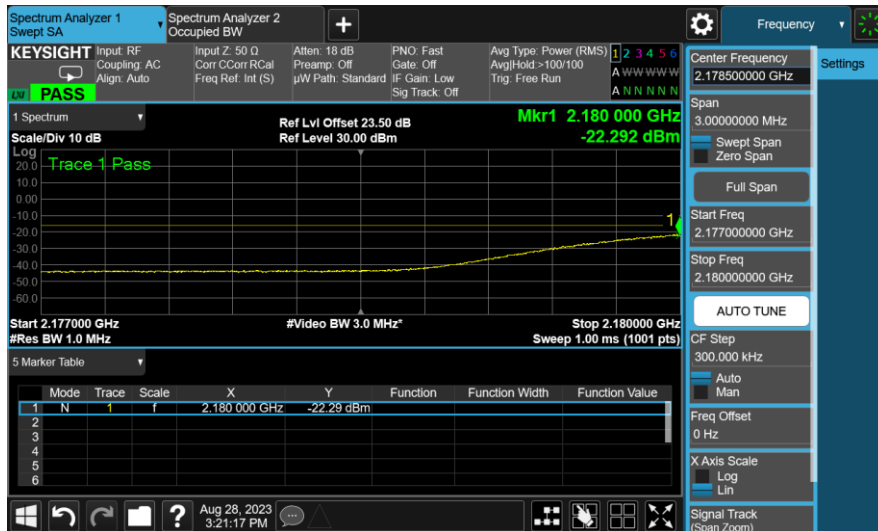 Spectrum Analyzer 1
Swept SA
Spectrum Analyzer 2
Occupied BW
+
Frequency
KEYSIGHT
LXI
PASS
Input: RF
Coupling: AC
Align: Auto
Input Z: 50 Ω
Corr CCorr RCal
Freq Ref: Int (S)
Atten: 18 dB
Preamp: Off
µW Path: Standard
PNO: Fast
Gate: Off
IF Gain: Low
Sig Track: Off
Avg Type: Power (RMS)
Avg|Hold:>100/100
Trig: Free Run
1 2 3 4 5 6
A W W W W W
A N N N N N
1 Spectrum
Scale/Div 10 dB
Ref Lvl Offset 23.50 dB
Ref Level 30.00 dBm
Mkr1 2.180 000 GHz
-22.292 dBm
Log
Trace 1 Pass
20.0
10.0
0.00
-10.0
-20.0
-30.0
-40.0
-50.0
-60.0
1
Start 2.177000 GHz
#Res BW 1.0 MHz
#Video BW 3.0 MHz*
Stop 2.180000 GHz
Sweep 1.00 ms (1001 pts)
5 Marker Table
Mode Trace Scale X Y Function Function Width Function Value
1 N 1 f 2.180 000 GHz -22.29 dBm
2
3
4
5
6
?
Aug 28, 2023
3:21:17 PM
Center Frequency
2.178500000 GHz
Settings
Span
3.00000000 MHz
Swept Span
Zero Span
Full Span
Start Freq
2.177000000 GHz
Stop Freq
2.180000000 GHz
AUTO TUNE
CF Step
300.000 kHz
Auto
Man
Freq Offset
0 Hz
X Axis Scale
Log
Lin
Signal Track
(Span Zoom)